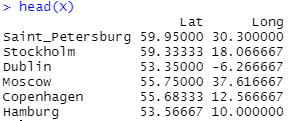 > head(X)
Lat Long
Saint_Petersburg 59.95000 30.300000
Stockholm 59.33333 18.066667
Dublin 53.35000 -6.266667
Moscow 55.75000 37.616667
Copenhagen 55.68333 12.566667
Hamburg 53.56667 10.000000